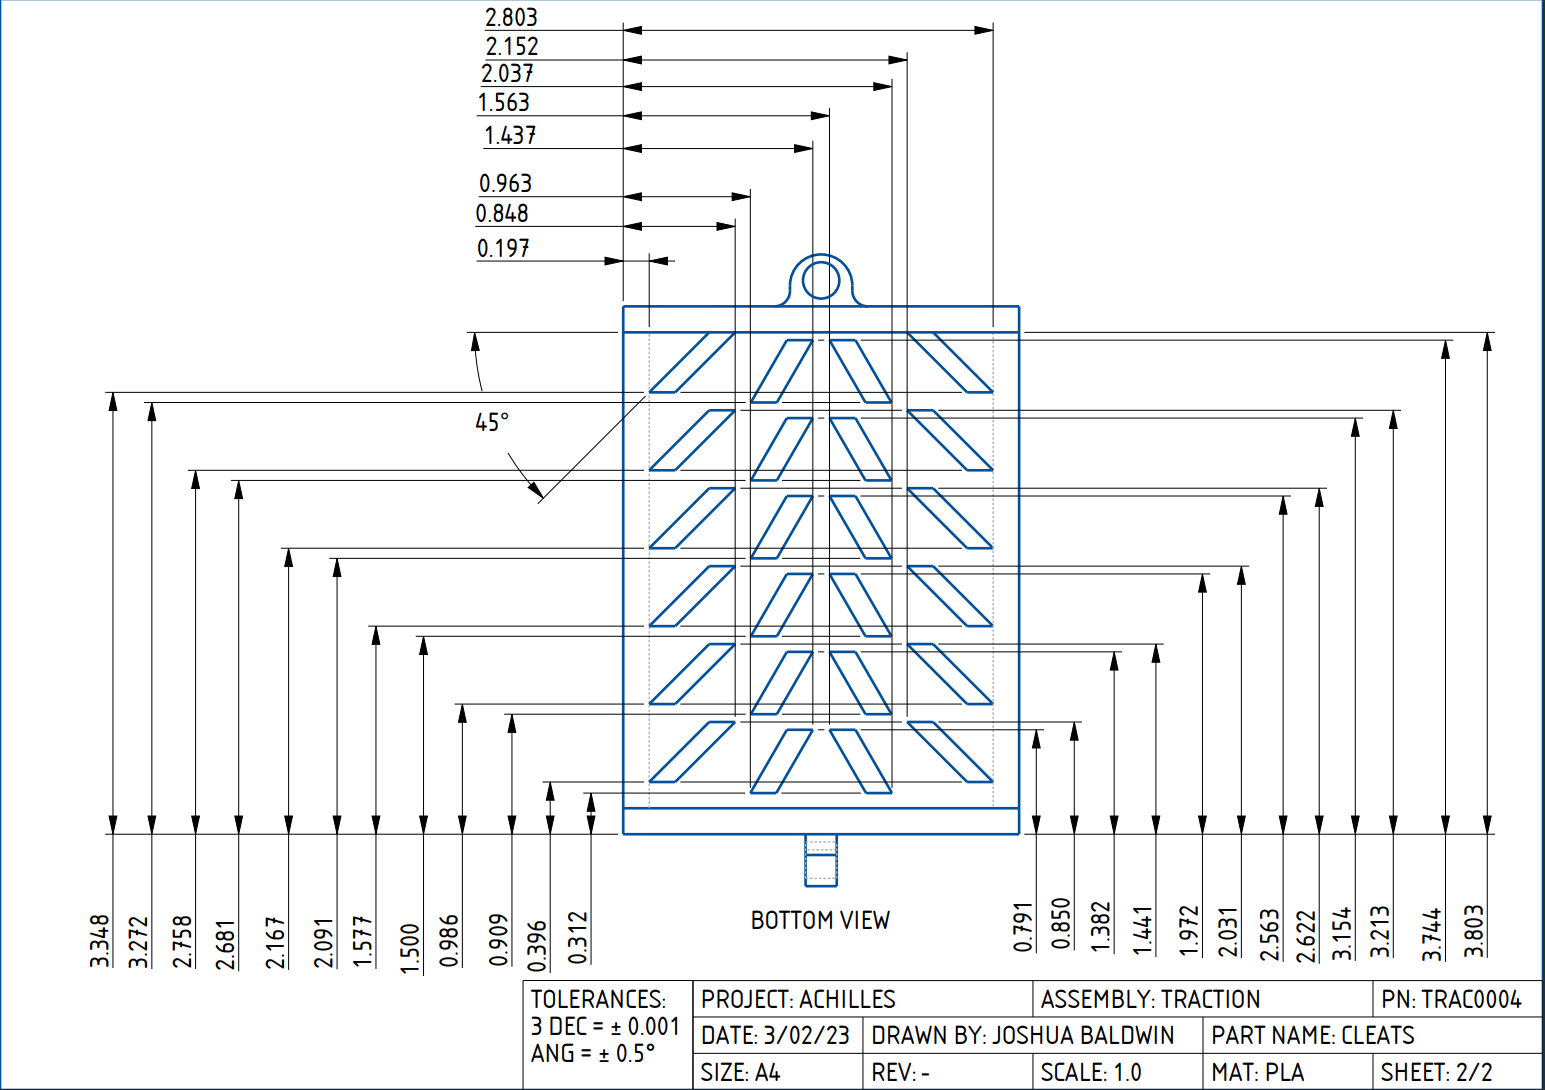 2.803
2.152
2.037
1.563
1.437
0.963
0.848
0.197
45°
3.348
3.272
2.758
2.681
2.167
2.091
1.577
1.500
0.986
0.909
0.396
0.312
BOTTOM VIEW
0.791
0.850
1.382
1.441
1.972
2.031
2.563
2.622
3.154
3.213
3.744
3.803
TOLERANCES:
3 DEC = ± 0.001
ANG = ± 0.5°
PROJECT: ACHILLES
ASSEMBLY: TRACTION
PN: TRAC0004
DATE: 3/02/23
DRAWN BY: JOSHUA BALDWIN
PART NAME: CLEATS
SIZE: A4
REV: -
SCALE: 1.0
MAT: PLA
SHEET: 2/2